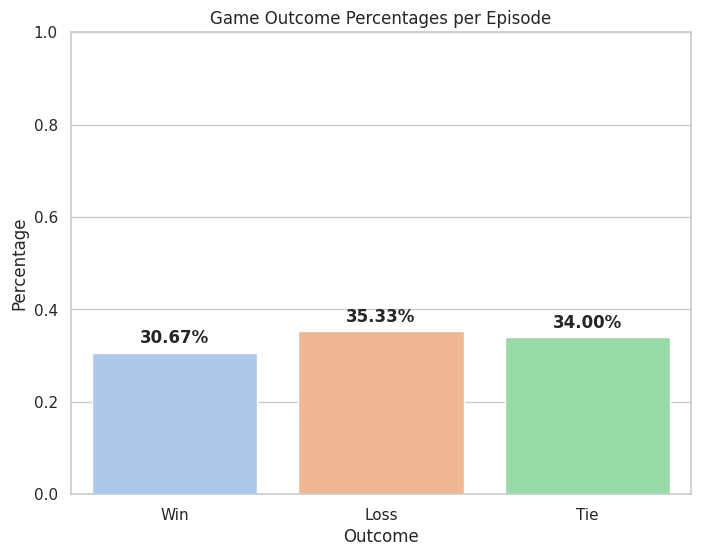 Game Outcome Percentages per Episode
1.0
0.8
0.6
0.4
0.2
0.0
Percentage
30.67%
35.33%
34.00%
Win
Loss
Tie
Outcome